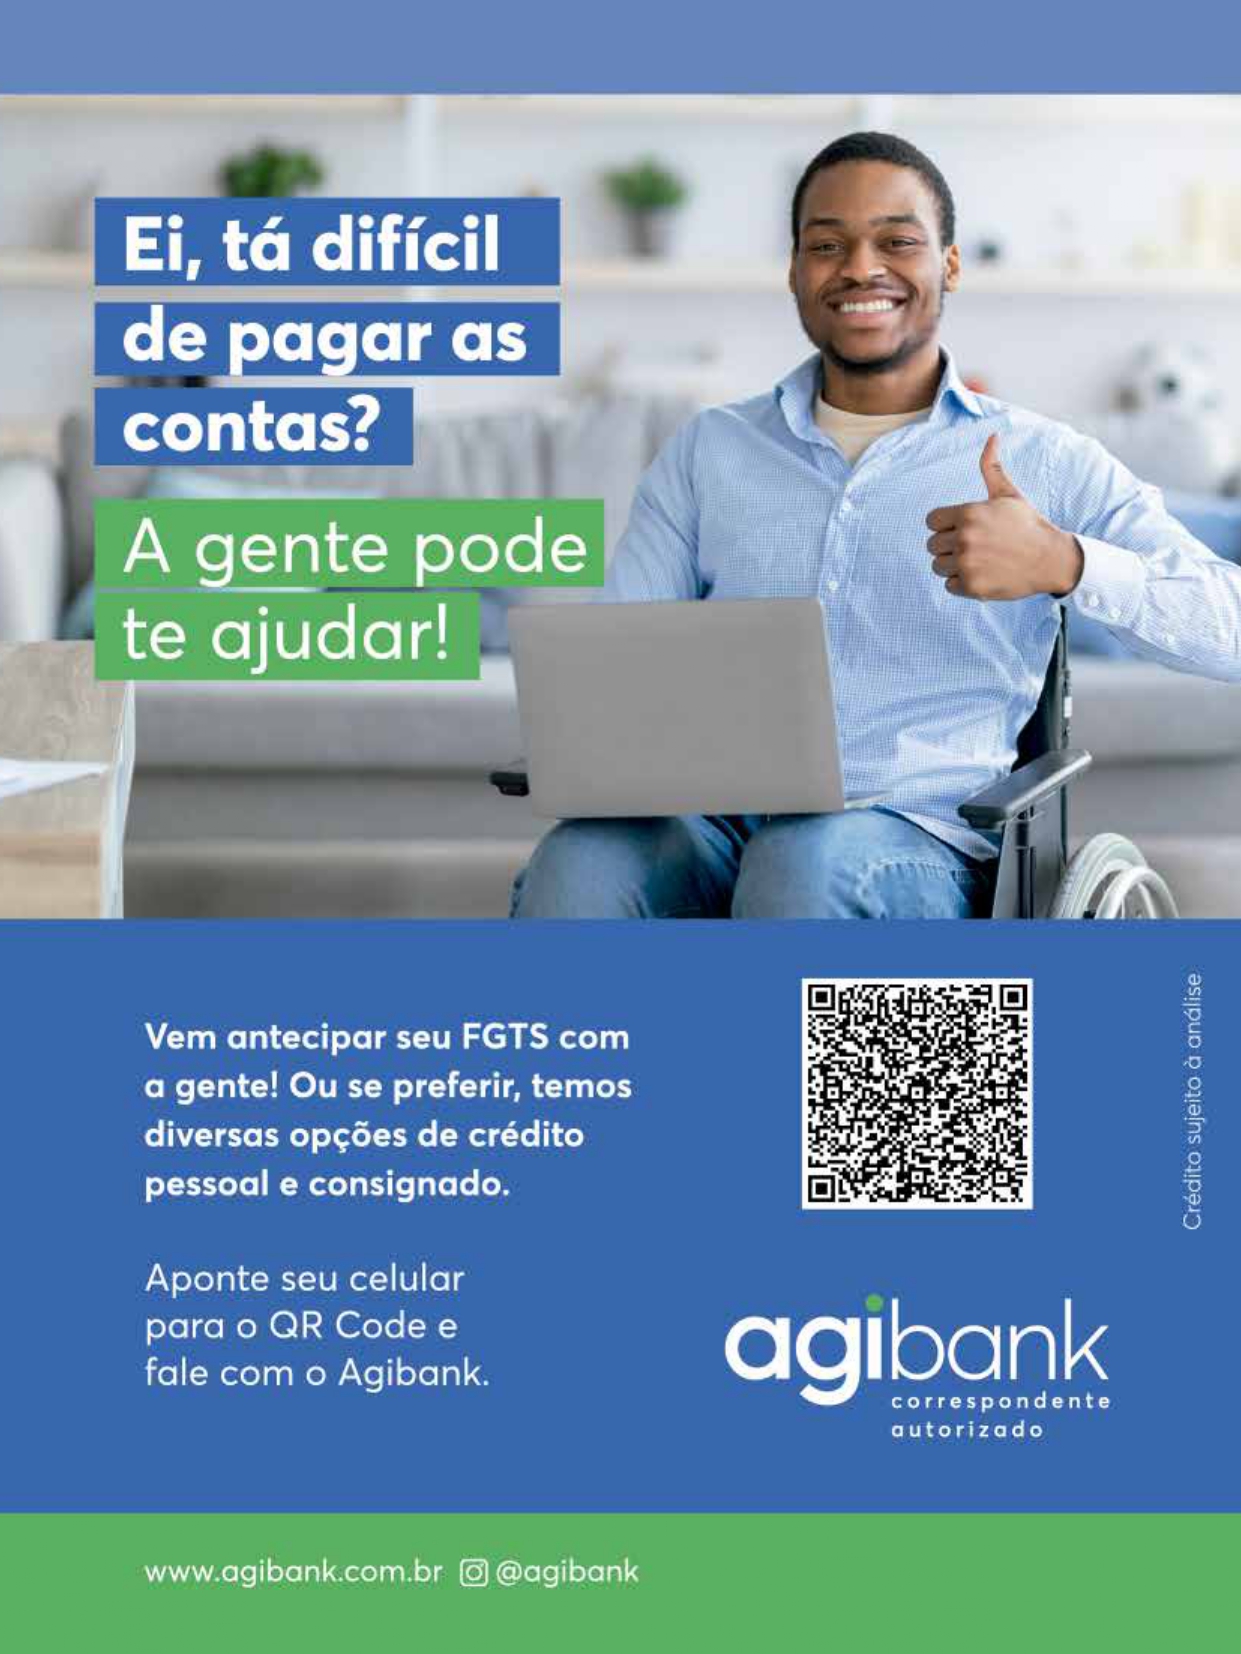 Ei, tá difícil
de pagar as
contas?
A gente pode
te ajudar!
Vem antecipar seu FGTS com
a gente! Ou se preferir, temos
diversas opções de crédito
pessoal e consignado.
Aponte seu celular
para o QR Code e
fale com o Agibank.
Crédito sujeito à análise
agibank
correspondente
autorizado
www.agibank.com.br @agibank